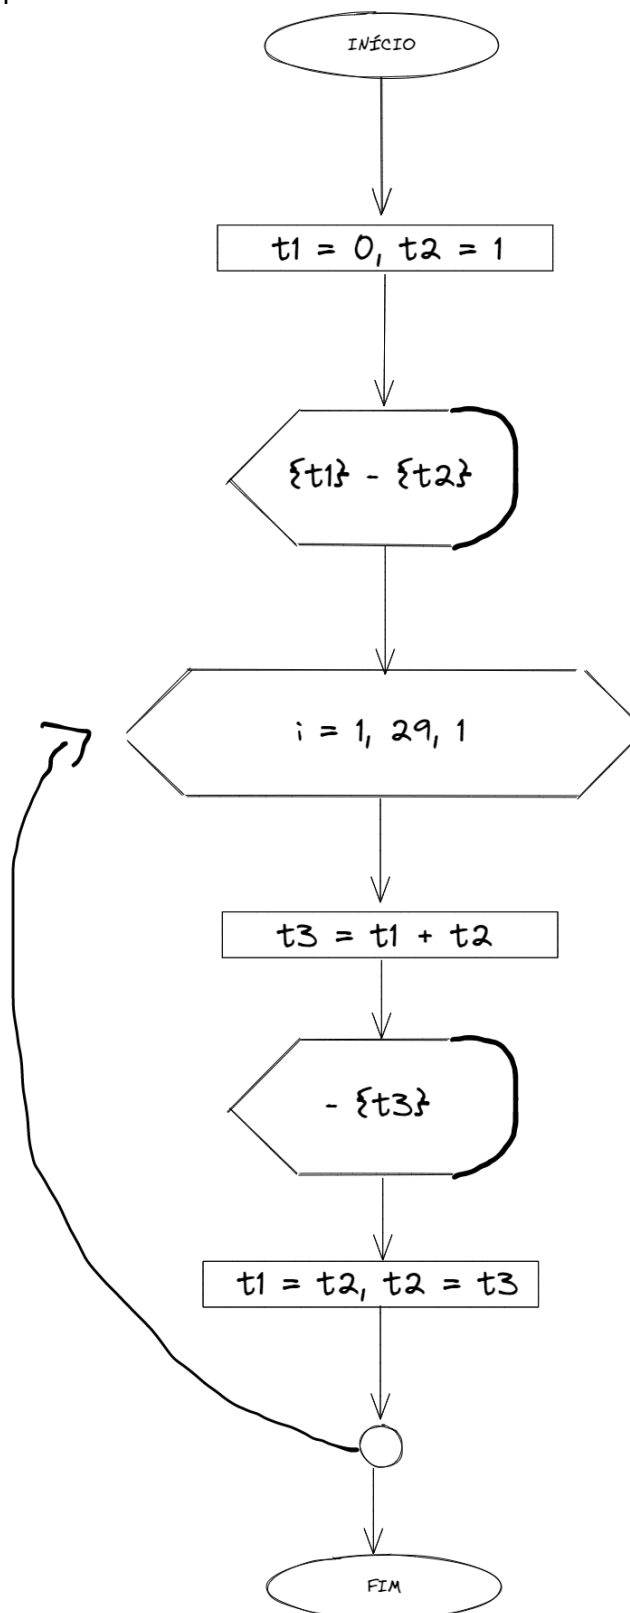 INÍCIO
t1 = 0, t2 = 1
{t1} - {t2}
i = 1, 29, 1
t3 = t1 + t2
- {t3}
t1 = t2, t2 = t3
FIM